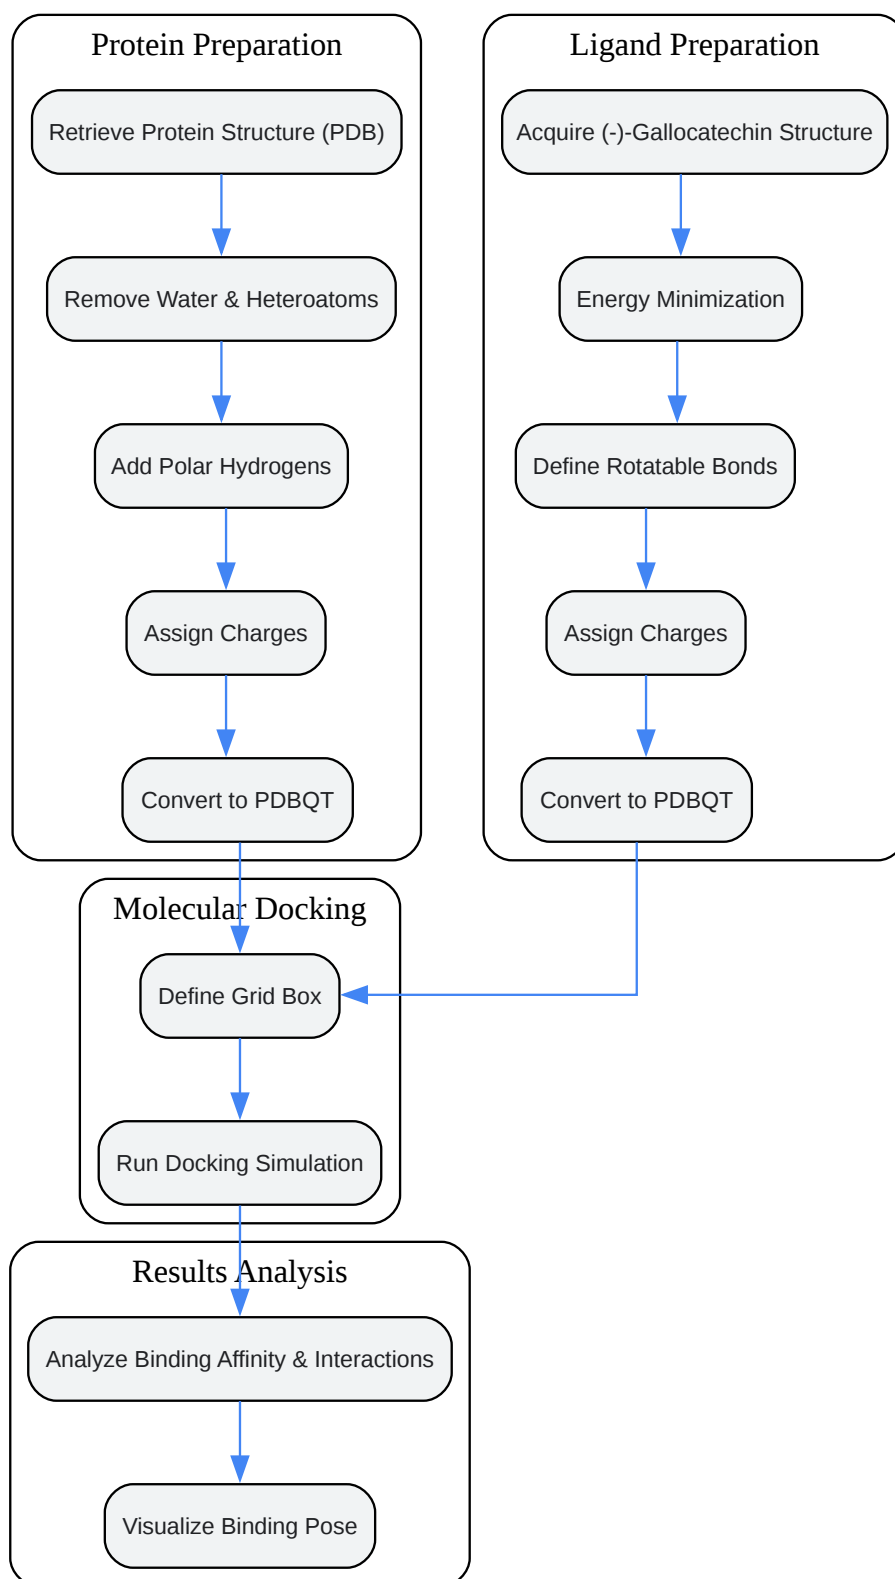 Protein Preparation
Retrieve Protein Structure (PDB)
Remove Water & Heteroatoms
Add Polar Hydrogens
Assign Charges
Convert to PDBQT
Ligand Preparation
Acquire (-)-Gallocatechin Structure
Energy Minimization
Define Rotatable Bonds
Assign Charges
Convert to PDBQT
Molecular Docking
Define Grid Box
Run Docking Simulation
Results Analysis
Analyze Binding Affinity & Interactions
Visualize Binding Pose